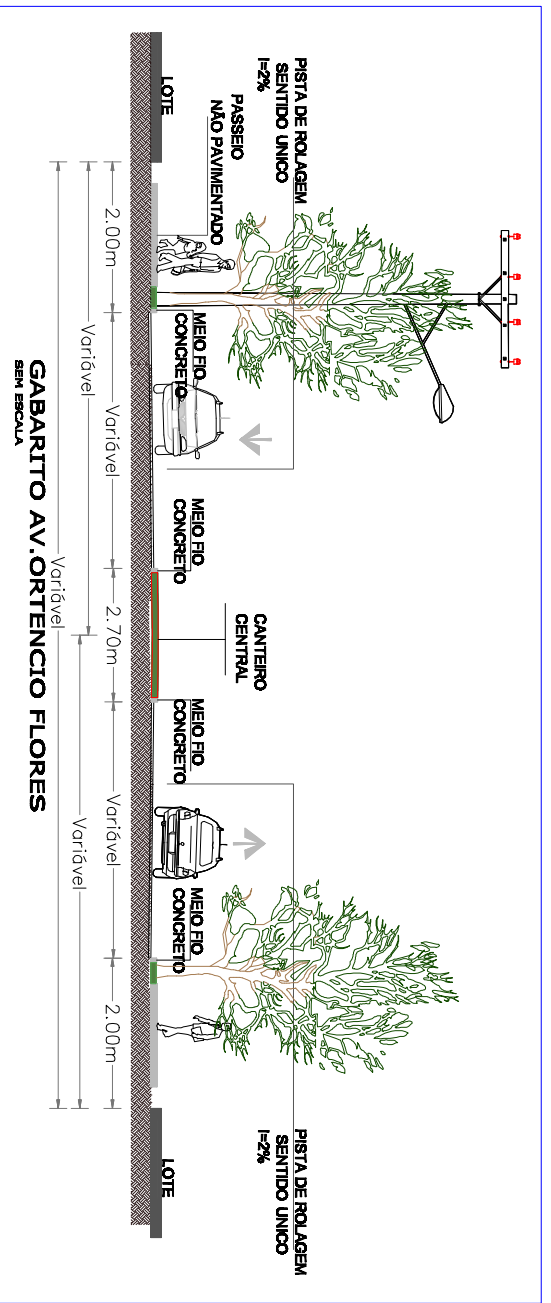 PISTA DE ROLAGEM
SENTIDO UNICO
I=2%
PASSEIO
NÃO PAVIMENTADO
LOTE
MEIO FIO
CONCRETO
MEIO FIO
CONCRETO
CANTEIRO
CENTRAL
MEIO FIO
CONCRETO
MEIO FIO
CONCRETO
PISTA DE ROLAGEM
SENTIDO UNICO
I=2%
LOTE
2.00m
Variável
2.70m
Variável
2.00m
Variável
Variável
Variável
GABARITO AV.ORTENCIO FLORES
SEM ESCALA